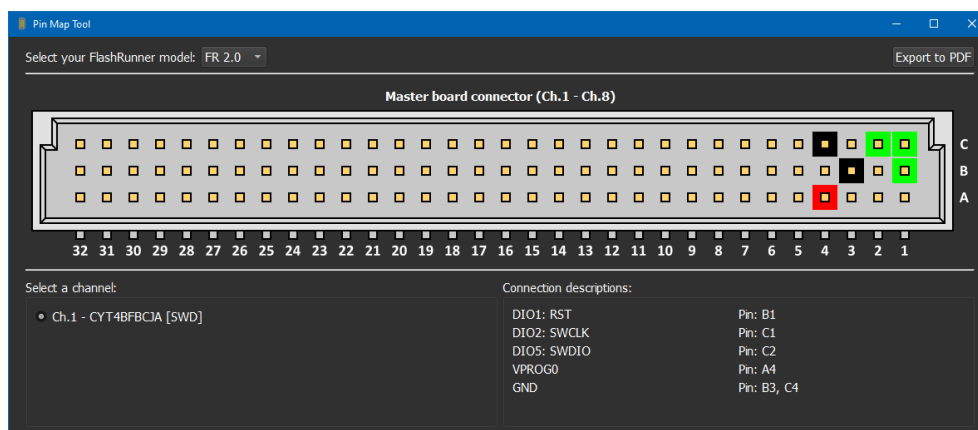 Pin Map Tool
Select your FlashRunner model: FR 2.0
Export to PDF
Master board connector (Ch.1 - Ch.8)
C
B
A
32 31 30 29 28 27 26 25 24 23 22 21 20 19 18 17 16 15 14 13 12 11 10 9 8 7 6 5 4 3 2 1
Select a channel:
Ch.1 - CYT4BFBCJA [SWD]
Connection descriptions:
DIO1: RST Pin: B1
DIO2: SWCLK Pin: C1
DIO5: SWDIO Pin: C2
VPROG0 Pin: A4
GND Pin: B3, C4